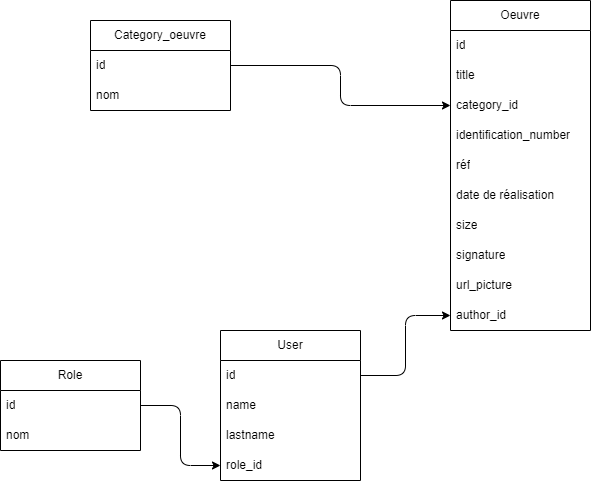 Category_oeuvre
id
nom
Oeuvre
id
title
category_id
identification_number
réf
date de réalisation
size
signature
url_picture
author_id
User
id
name
lastname
role_id
Role
id
nom